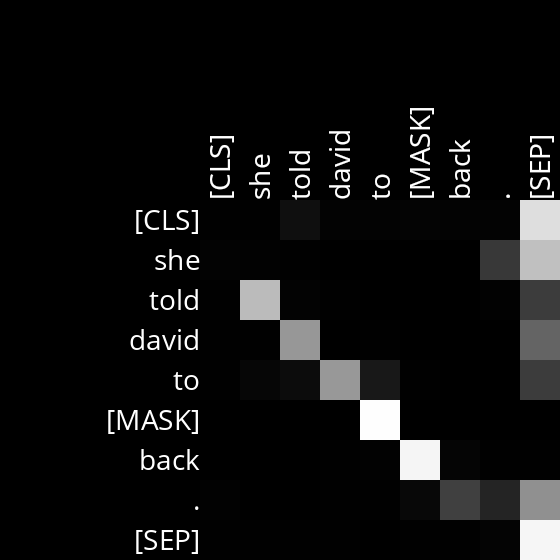 [CLS] she told david to [MASK] back . [SEP]
[CLS]
she
told
david
to
[MASK]
back
.
[SEP]